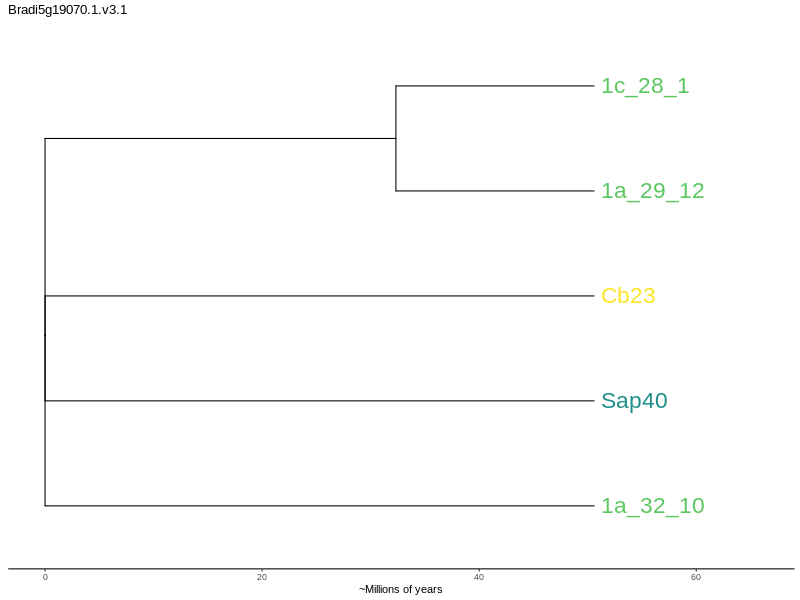 Bradi5g19070.1.v3.1
1c_28_1
1a_29_12
Cb23
Sap40
1a_32_10
0 20 40 60
~Millions of years